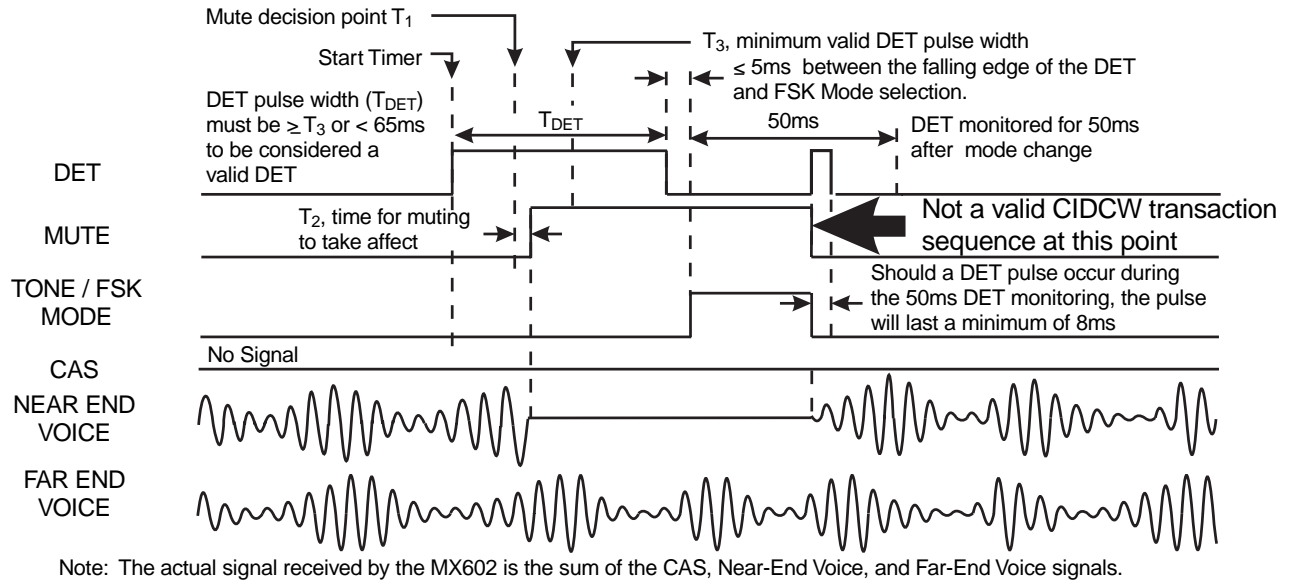 Mute decision point T1
Start Timer
T3, minimum valid DET pulse width
≤ 5ms between the falling edge of the DET
and FSK Mode selection.
DET pulse width (TDET)
must be ≥ T3 or < 65ms
to be considered a
valid DET
TDET
50ms
DET monitored for 50ms
after mode change
DET
T2, time for muting
to take affect
Not a valid CIDCW transaction
sequence at this point
MUTE
Should a DET pulse occur during
the 50ms DET monitoring, the pulse
will last a minimum of 8ms
TONE / FSK
MODE
No Signal
CAS
NEAR END
VOICE
FAR END
VOICE
Note: The actual signal received by the MX602 is the sum of the CAS, Near-End Voice, and Far-End Voice signals.